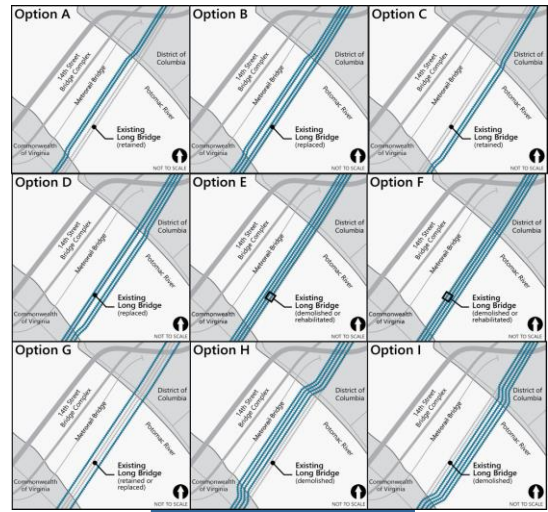 Option A
14th Street
Bridge Complex
Metrorail Bridge
District of
Columbia
Potomac River
Existing
Long Bridge
(retained)
Commonwealth
of Virginia
NOT TO SCALE
Option B
14th Street
Bridge Complex
Metrorail Bridge
District of
Columbia
Potomac River
Existing
Long Bridge
(replaced)
Commonwealth
of Virginia
NOT TO SCALE
Option C
14th Street
Bridge Complex
Metrorail Bridge
District of
Columbia
Potomac River
Existing
Long Bridge
(retained)
Commonwealth
of Virginia
NOT TO SCALE
Option D
14th Street
Bridge Complex
Metrorail Bridge
District of
Columbia
Potomac River
Existing
Long Bridge
(replaced)
Commonwealth
of Virginia
NOT TO SCALE
Option E
14th Street
Bridge Complex
Metrorail Bridge
District of
Columbia
Potomac River
Existing
Long Bridge
(demolished or
rehabilitated)
Commonwealth
of Virginia
NOT TO SCALE
Option F
14th Street
Bridge Complex
Metrorail Bridge
District of
Columbia
Potomac River
Existing
Long Bridge
(demolished or
rehabilitated)
Commonwealth
of Virginia
NOT TO SCALE
Option G
14th Street
Bridge Complex
Metrorail Bridge
District of
Columbia
Potomac River
Existing
Long Bridge
(retained or
replaced)
Commonwealth
of Virginia
NOT TO SCALE
Option H
14th Street
Bridge Complex
Metrorail Bridge
District of
Columbia
Potomac River
Existing
Long Bridge
(demolished)
Commonwealth
of Virginia
NOT TO SCALE
Option I
14th Street
Bridge Complex
Metrorail Bridge
District of
Columbia
Potomac River
Existing
Long Bridge
(demolished)
Commonwealth
of Virginia
NOT TO SCALE